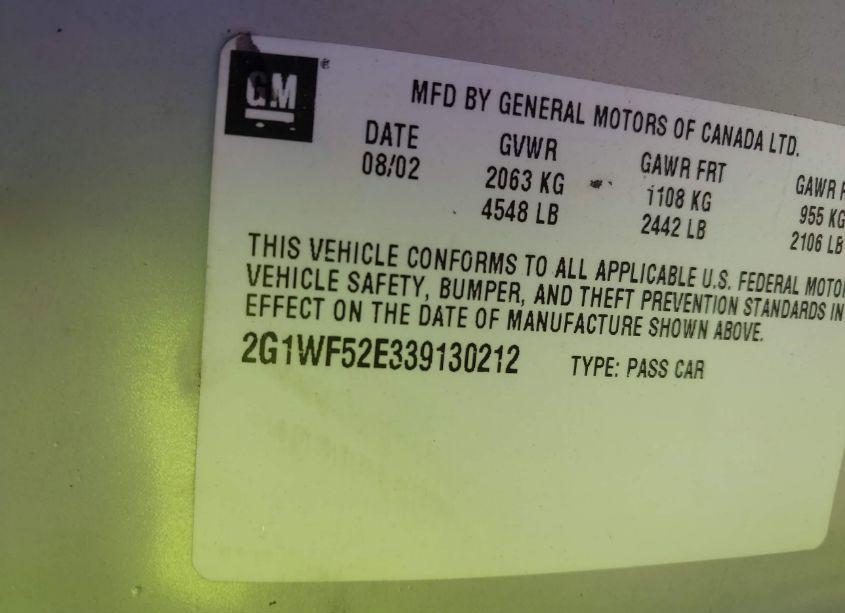 GM®
MFD BY GENERAL MOTORS OF CANADA LTD.
DATE GVWR GAWR FRT GAWR
08/02 2063 KG 1108 KG 955 KG
4548 LB 2442 LB 2106 LB
THIS VEHICLE CONFORMS TO ALL APPLICABLE U.S. FEDERAL MOTOR
VEHICLE SAFETY, BUMPER, AND THEFT PREVENTION STANDARDS IN
EFFECT ON THE DATE OF MANUFACTURE SHOWN ABOVE.
2G1WF52E339130212 TYPE: PASS CAR